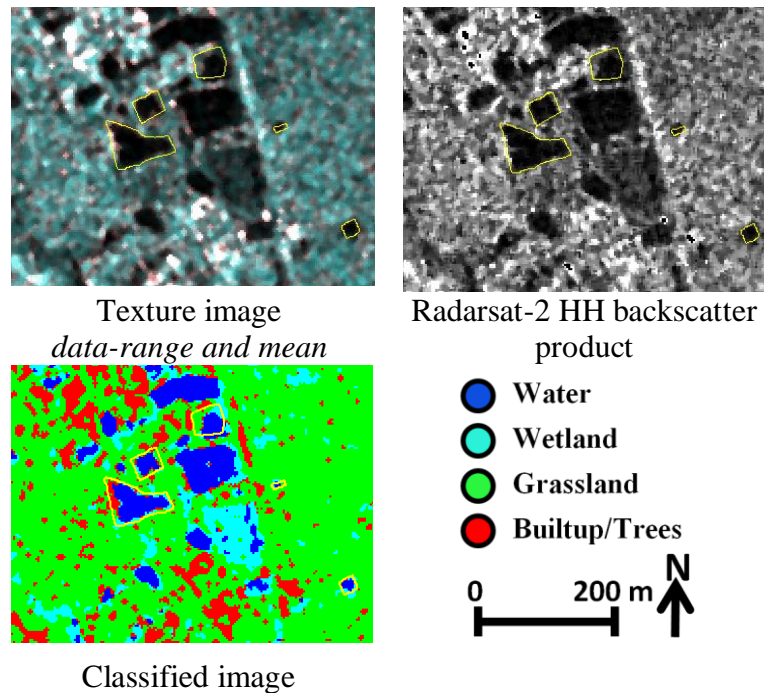 Texture image
data-range and mean
Radarsat-2 HH backscatter
product
Water
Wetland
Grassland
Builtup/Trees
0 200 m
N
Classified image